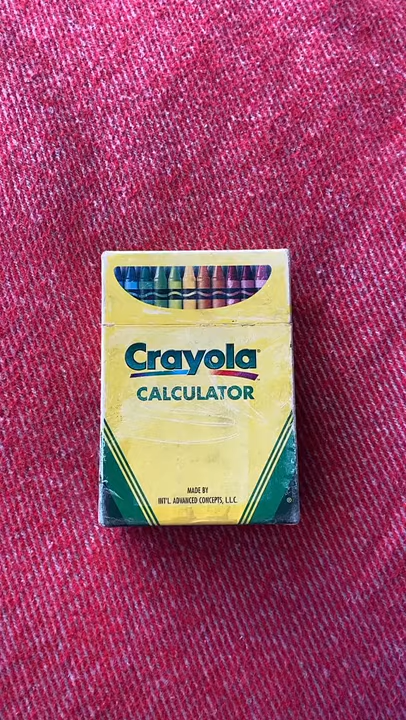 Crayola
CALCULATOR
MADE BY
INT'L. ADVANCED CONCEPTS, L.L.C.
®